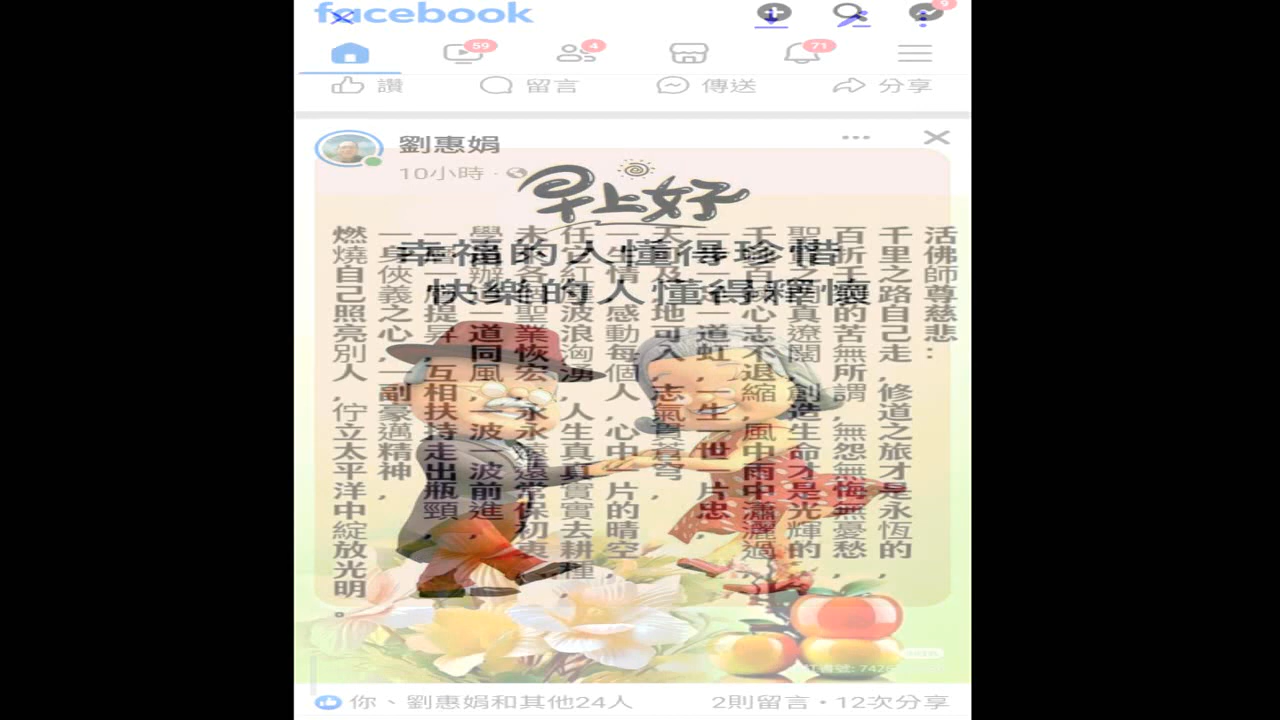 facebook
9
59
4
71
讚 留言 傳送 分享
劉惠娟
10小時
早上好
幸福的人懂得珍惜
快樂的人懂得釋懷
活佛師尊慈悲：
千里之路自己走，修道之旅才是永恆的，
百折千的苦無所謂，無怨無悔無憂愁，
聖之真遼闊，創造生命才是光輝的
千百心志不退縮，風中雨中瀟灑過，
一一一道虹，一生一世一片忠，
天及地可入，志氣貫蒼穹，
一情感動每個人，心中一片的晴空，
任它紅塵波浪洶湧，人生真真實實去耕種
未各聖業恢宏，永永遠遠常保初衷，
學辦一道同風，一波一波前進
一一提昇，互相扶持走出瓶頸，
一身俠義之心，一副豪邁精神，
燃燒自己照亮別人，佇立太平洋中綻放光明。
你、劉惠娟和其他24人 2則留言·12次分享